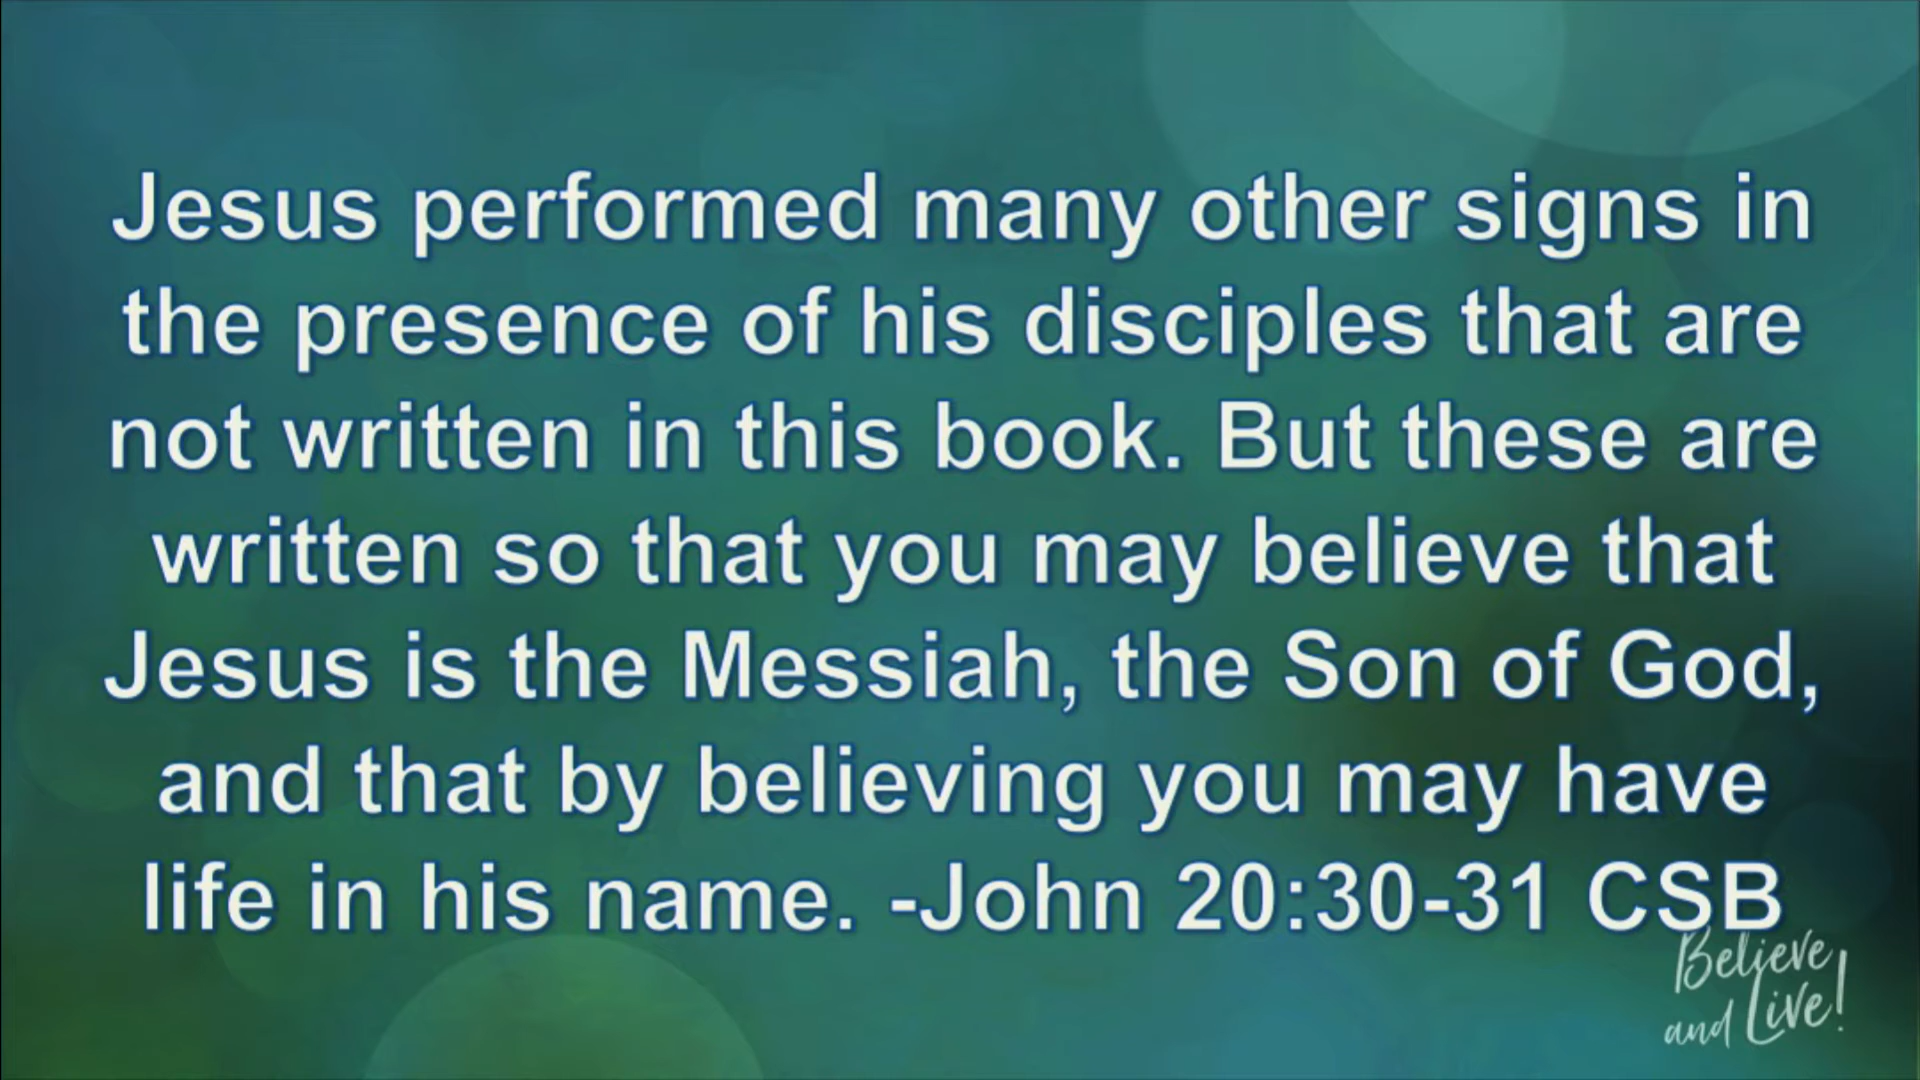 Jesus performed many other signs in
the presence of his disciples that are
not written in this book. But these are
written so that you may believe that
Jesus is the Messiah, the Son of God,
and that by believing you may have
life in his name. -John 20:30-31 CSB
Believe
and Live!